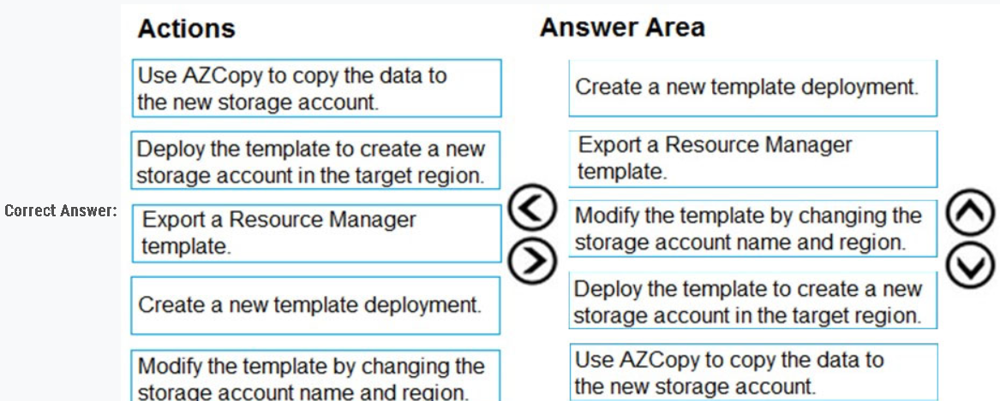 Actions
Answer Area
Use AZCopy to copy the data to
the new storage account.
Deploy the template to create a new
storage account in the target region.
Correct Answer:
Export a Resource Manager
template.
Create a new template deployment.
Modify the template by changing the
storage account name and region.
Create a new template deployment.
Export a Resource Manager
template.
Modify the template by changing the
storage account name and region.
Deploy the template to create a new
storage account in the target region.
Use AZCopy to copy the data to
the new storage account.